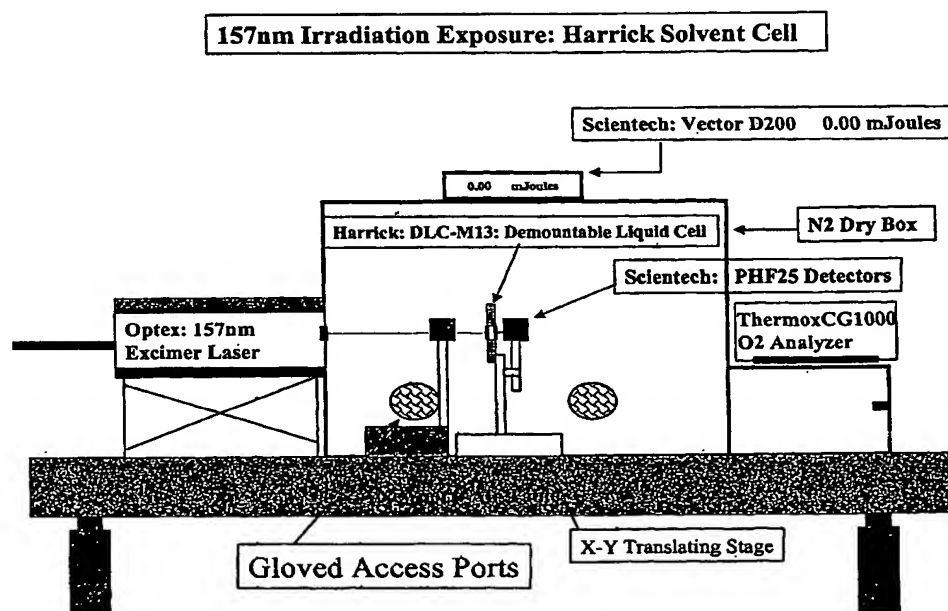 157nm Irradiation Exposure: Harrick Solvent Cell
Scientech: Vector D200 0.00 mJoules
0.00 mJoules
N2 Dry Box
Harrick: DLC-M13: Demountable Liquid Cell
Scientech: PHF25 Detectors
Optex: 157nm
Excimer Laser
ThermoxCG1000
O2 Analyzer
X-Y Translating Stage
Gloved Access Ports